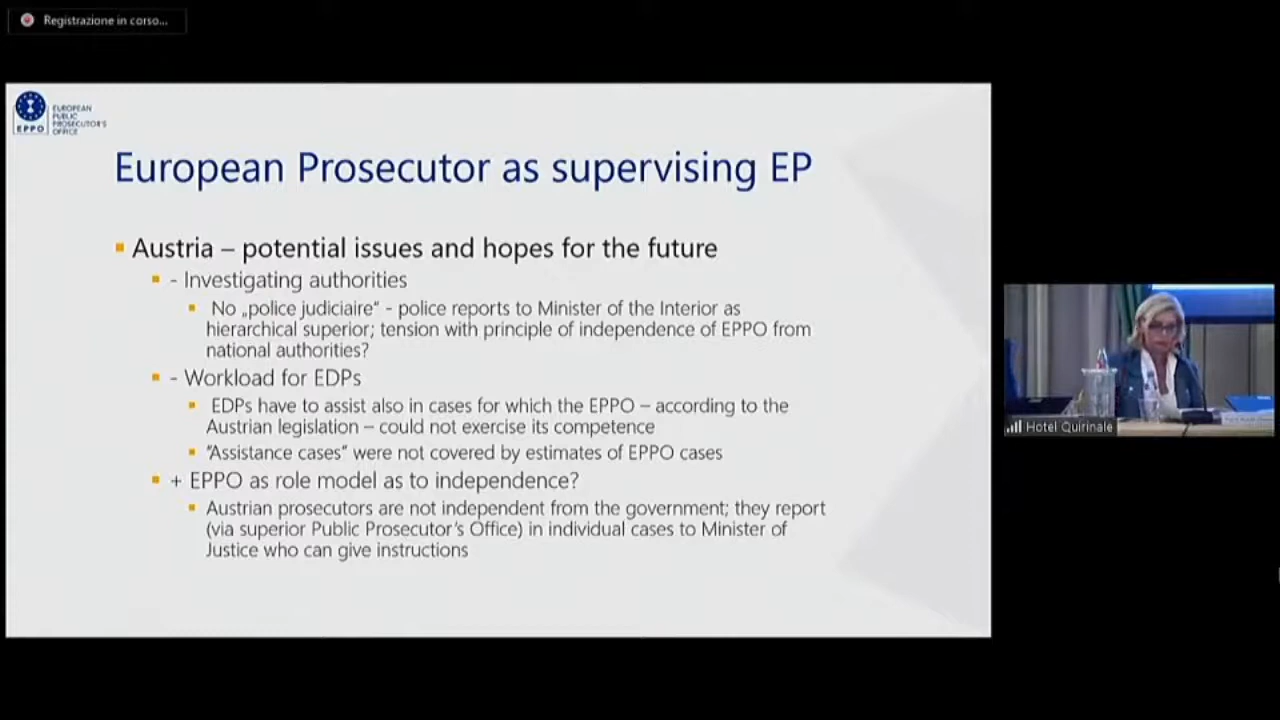 Registrazione in corso...
EUROPEAN
PUBLIC
PROSECUTOR'S
OFFICE
EPPO
European Prosecutor as supervising EP
Austria – potential issues and hopes for the future
- Investigating authorities
No „police judiciaire“ - police reports to Minister of the Interior as
hierarchical superior; tension with principle of independence of EPPO from
national authorities?
- Workload for EDPs
EDPs have to assist also in cases for which the EPPO – according to the
Austrian legislation – could not exercise its competence
“Assistance cases” were not covered by estimates of EPPO cases
+ EPPO as role model as to independence?
Austrian prosecutors are not independent from the government; they report
(via superior Public Prosecutor’s Office) in individual cases to Minister of
Justice who can give instructions
Hotel Quirinale